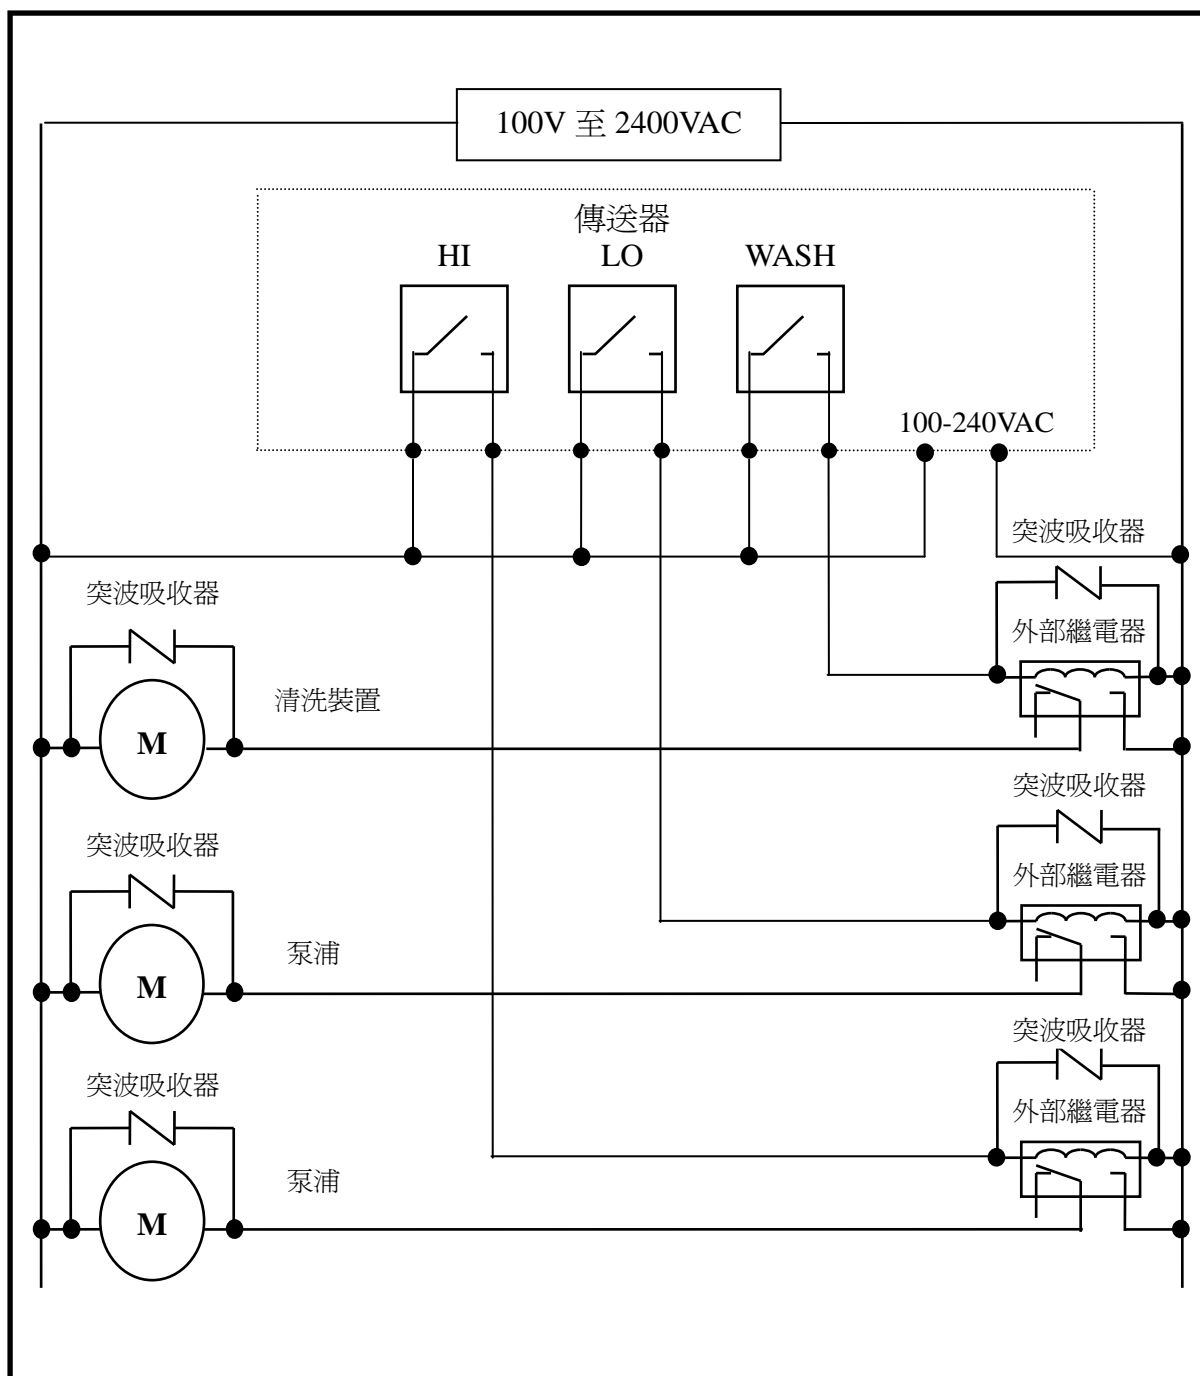 100V 至 2400VAC
傳送器
HI LO WASH
100-240VAC
突波吸收器
突波吸收器
外部繼電器
清洗裝置
M
突波吸收器
突波吸收器
外部繼電器
泵浦
M
突波吸收器
突波吸收器
外部繼電器
泵浦
M